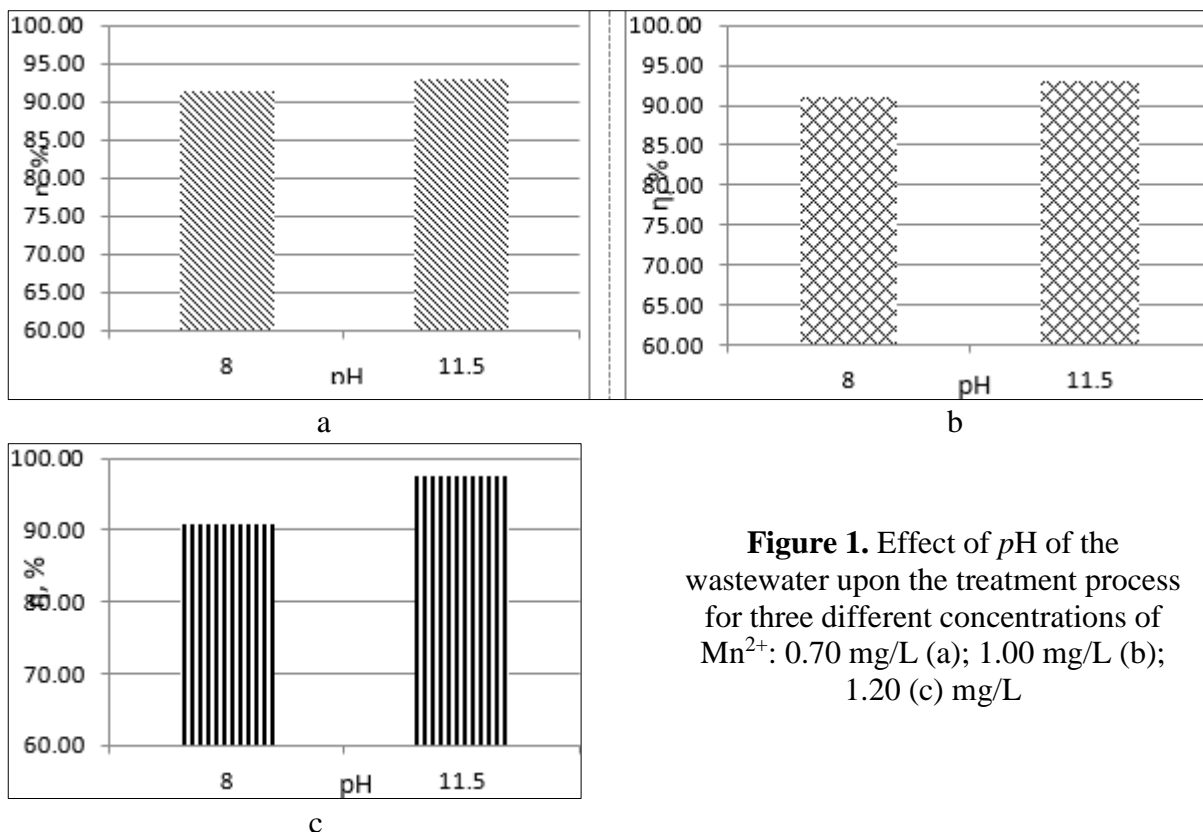 100.00
95.00
90.00
85.00
80.00
75.00
70.00
65.00
60.00
η, %
8
pH
11.5
a
100.00
95.00
90.00
85.00
80.00
75.00
70.00
65.00
60.00
η, %
8
pH
11.5
b
100.00
90.00
80.00
70.00
60.00
η, %
8
pH
11.5
c
Figure 1. Effect of pH of the
wastewater upon the treatment process
for three different concentrations of
Mn²⁺: 0.70 mg/L (a); 1.00 mg/L (b);
1.20 (c) mg/L